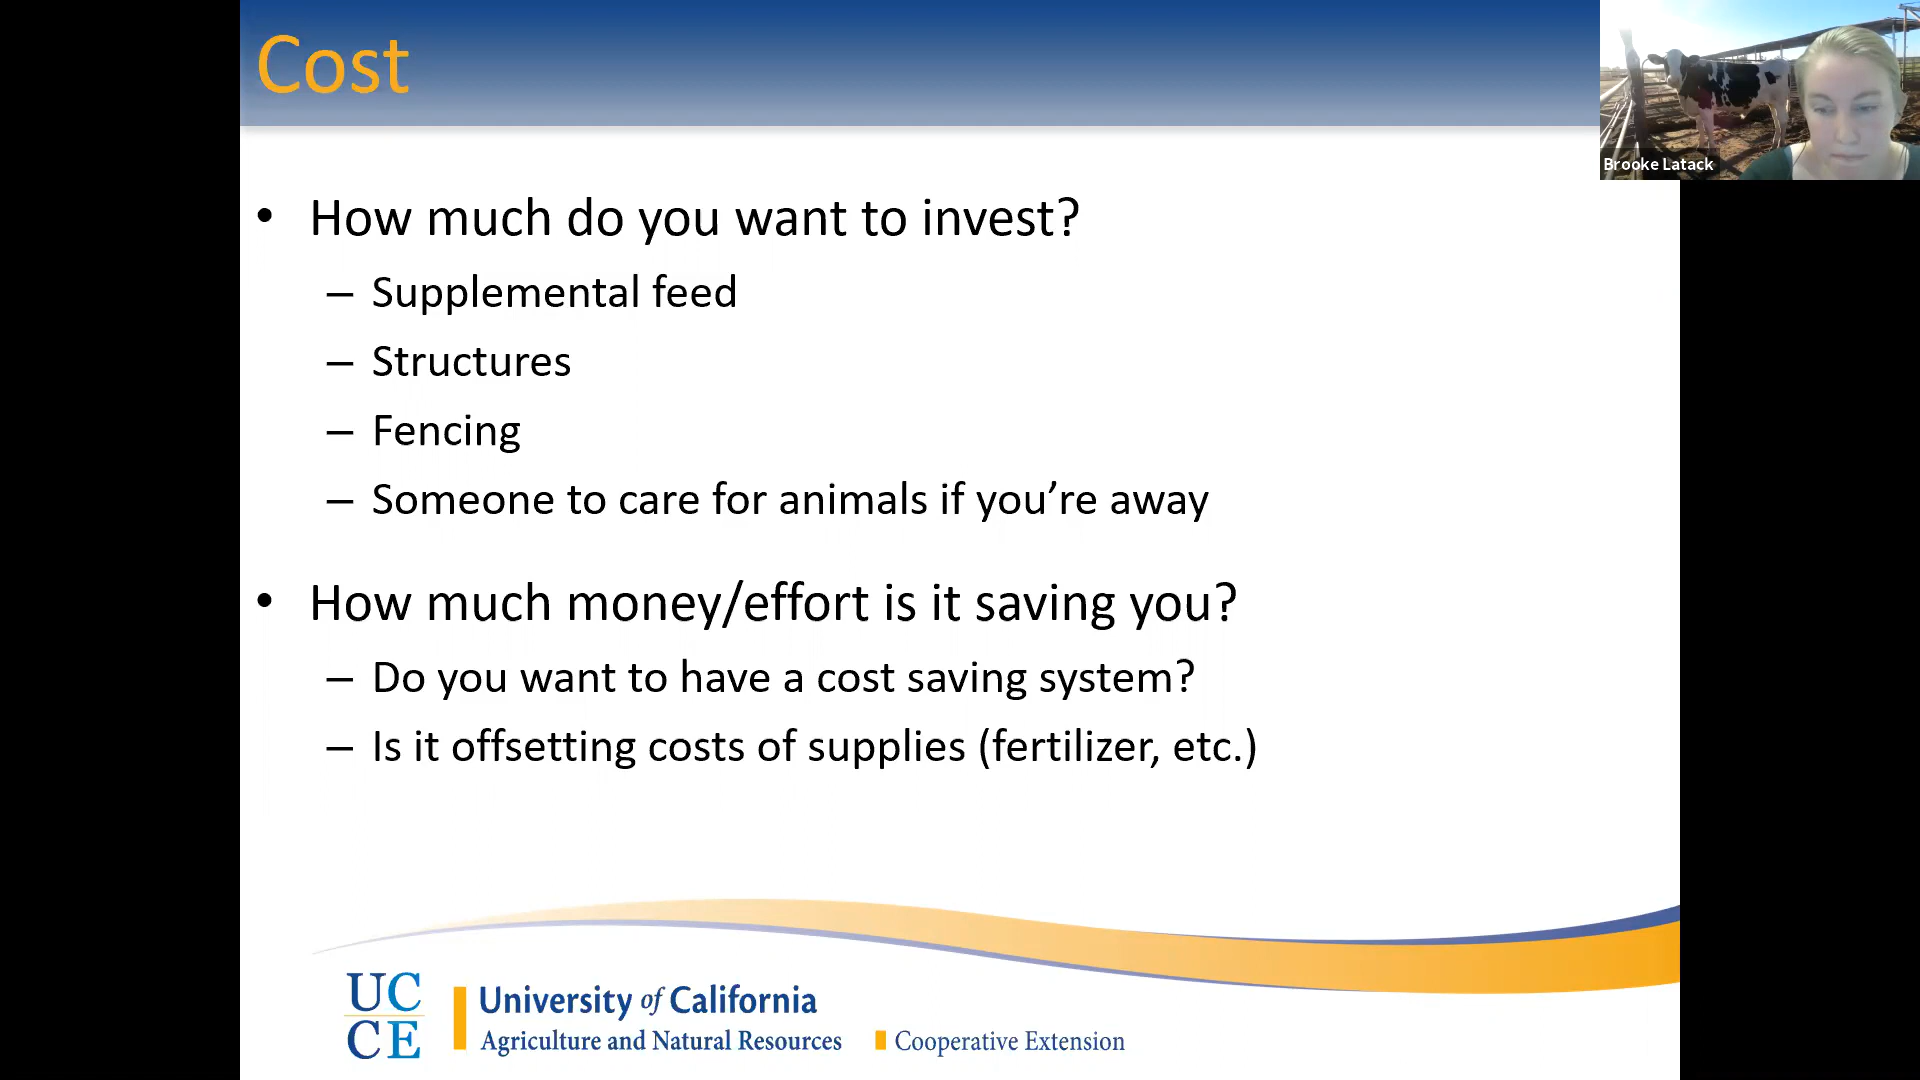 Cost
Brooke Latack
• How much do you want to invest?
– Supplemental feed
– Structures
– Fencing
– Someone to care for animals if you’re away
• How much money/effort is it saving you?
– Do you want to have a cost saving system?
– Is it offsetting costs of supplies (fertilizer, etc.)
UC
CE
University of California
Agriculture and Natural Resources
Cooperative Extension